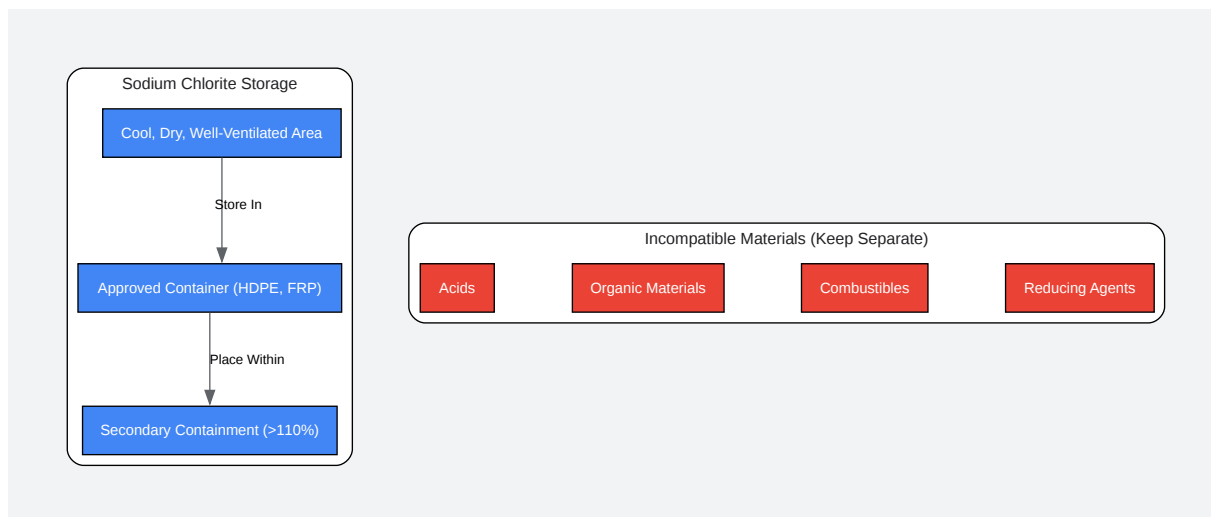 Sodium Chlorite Storage
Cool, Dry, Well-Ventilated Area
Store In
Approved Container (HDPE, FRP)
Place Within
Secondary Containment (>110%)
Incompatible Materials (Keep Separate)
Acids
Organic Materials
Combustibles
Reducing Agents